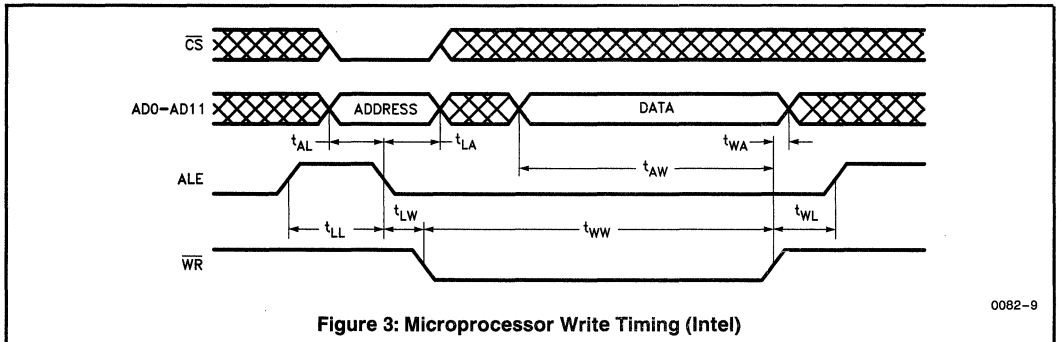 CS
AD0–AD11 ADDRESS DATA
tAL tLA tWA
tAW
ALE
tLW tWL
tLL tWW
WR
0082-9
Figure 3: Microprocessor Write Timing (Intel)